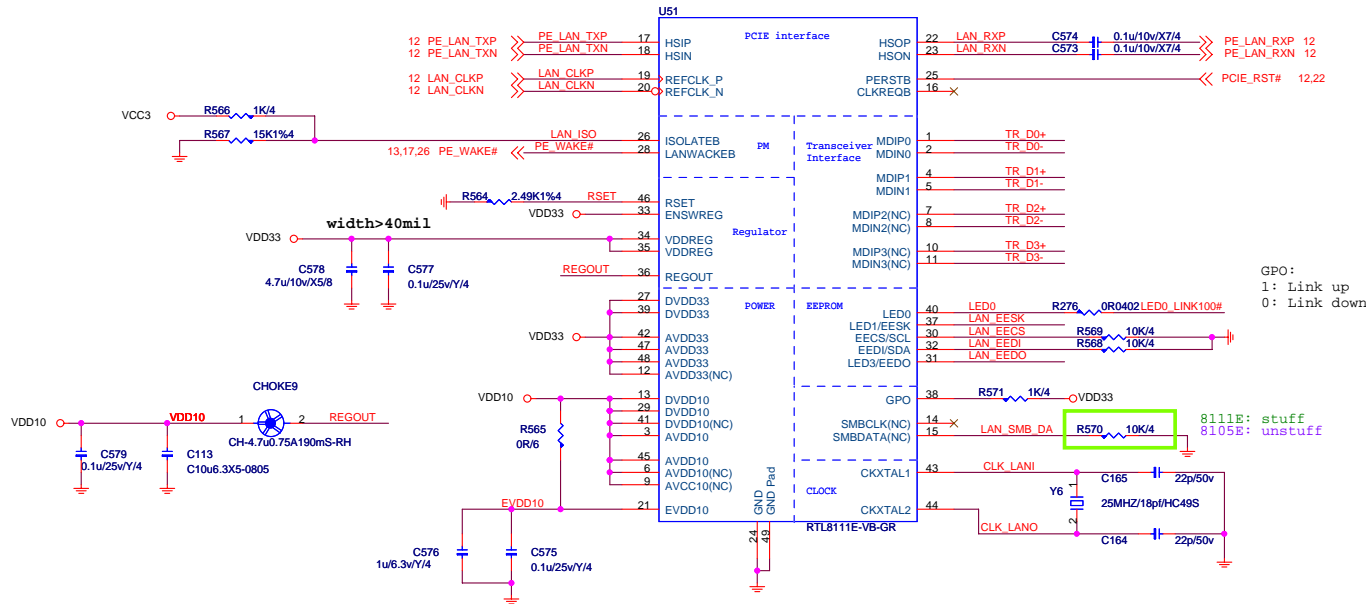 U51
PCIE interface
12 PE_LAN_TXP PE_LAN_TXP 17 HSIP HSOP 22 LAN_RXP C574 0.1u/10v/X7/4 PE_LAN_RXP 12
12 PE_LAN_TXN PE_LAN_TXN 18 HSIN HSON 23 LAN_RXN C573 0.1u/10v/X7/4 PE_LAN_RXN 12
12 LAN_CLKP LAN_CLKP 19 REFCLK_P PERSTB 25 PCIE_RST# 12,22
12 LAN_CLKN LAN_CLKN 20 REFCLK_N CLKREQB 16
VCC3 R566 1K/4
R567 15K1%4 LAN_ISO 26 ISOLATEB MDIP0 1 TR_D0+
13,17,26 PE_WAKE# PE_WAKE# 28 LANWACKEB PM Transceiver Interface MDIN0 2 TR_D0-
MDIP1 4 TR_D1+
MDIN1 5 TR_D1-
R564 2.49K1%4 RSET 46 RSET
VDD33 33 ENSWREG MDIP2(NC) 7 TR_D2+
MDIN2(NC) 8 TR_D2-
width>40mil
Regulator
VDD33 34 VDDREG
35 VDDREG MDIP3(NC) 10 TR_D3+
MDIN3(NC) 11 TR_D3-
C578 4.7u/10v/X5/8
C577 0.1u/25v/Y/4
REGOUT 36 REGOUT
GPO:
1: Link up
0: Link down
POWER EEPROM
27 DVDD33
39 DVDD33
LED0 40 LED0 R276 0R0402 LED0_LINK100#
LED1/EESK 37 LAN_EESK
VDD33 42 AVDD33 EECS/SCL 30 LAN_EECS R569 10K/4
47 AVDD33 EEDI/SDA 32 LAN_EEDI R568 10K/4
48 AVDD33 LED3/EEDO 31 LAN_EEDO
12 AVDD33(NC)
VDD10 13 DVDD10 GPO 38 R571 1K/4 VDD33
29 DVDD10
41 DVDD10(NC) SMBCLK(NC) 14
3 AVDD10 SMBDATA(NC) 15 LAN_SMB_DA R570 10K/4
8111E: stuff
8105E: unstuff
CHOKE9
VDD10 VDD10 1 2 REGOUT
CH-4.7u0.75A190mS-RH
R565 0R/6
C579 0.1u/25v/Y/4
C113 C10u6.3X5-0805
45 AVDD10
6 AVDD10(NC)
9 AVCC10(NC)
CKXTAL1 43 CLK_LANI C165 22p/50v
CLOCK
Y6 1 2 25MHZ/18pf/HC49S
EVDD10 21 EVDD10 CKXTAL2 44 CLK_LANO C164 22p/50v
GND GND Pad
24 49
RTL8111E-VB-GR
C576 1u/6.3v/Y/4
C575 0.1u/25v/Y/4